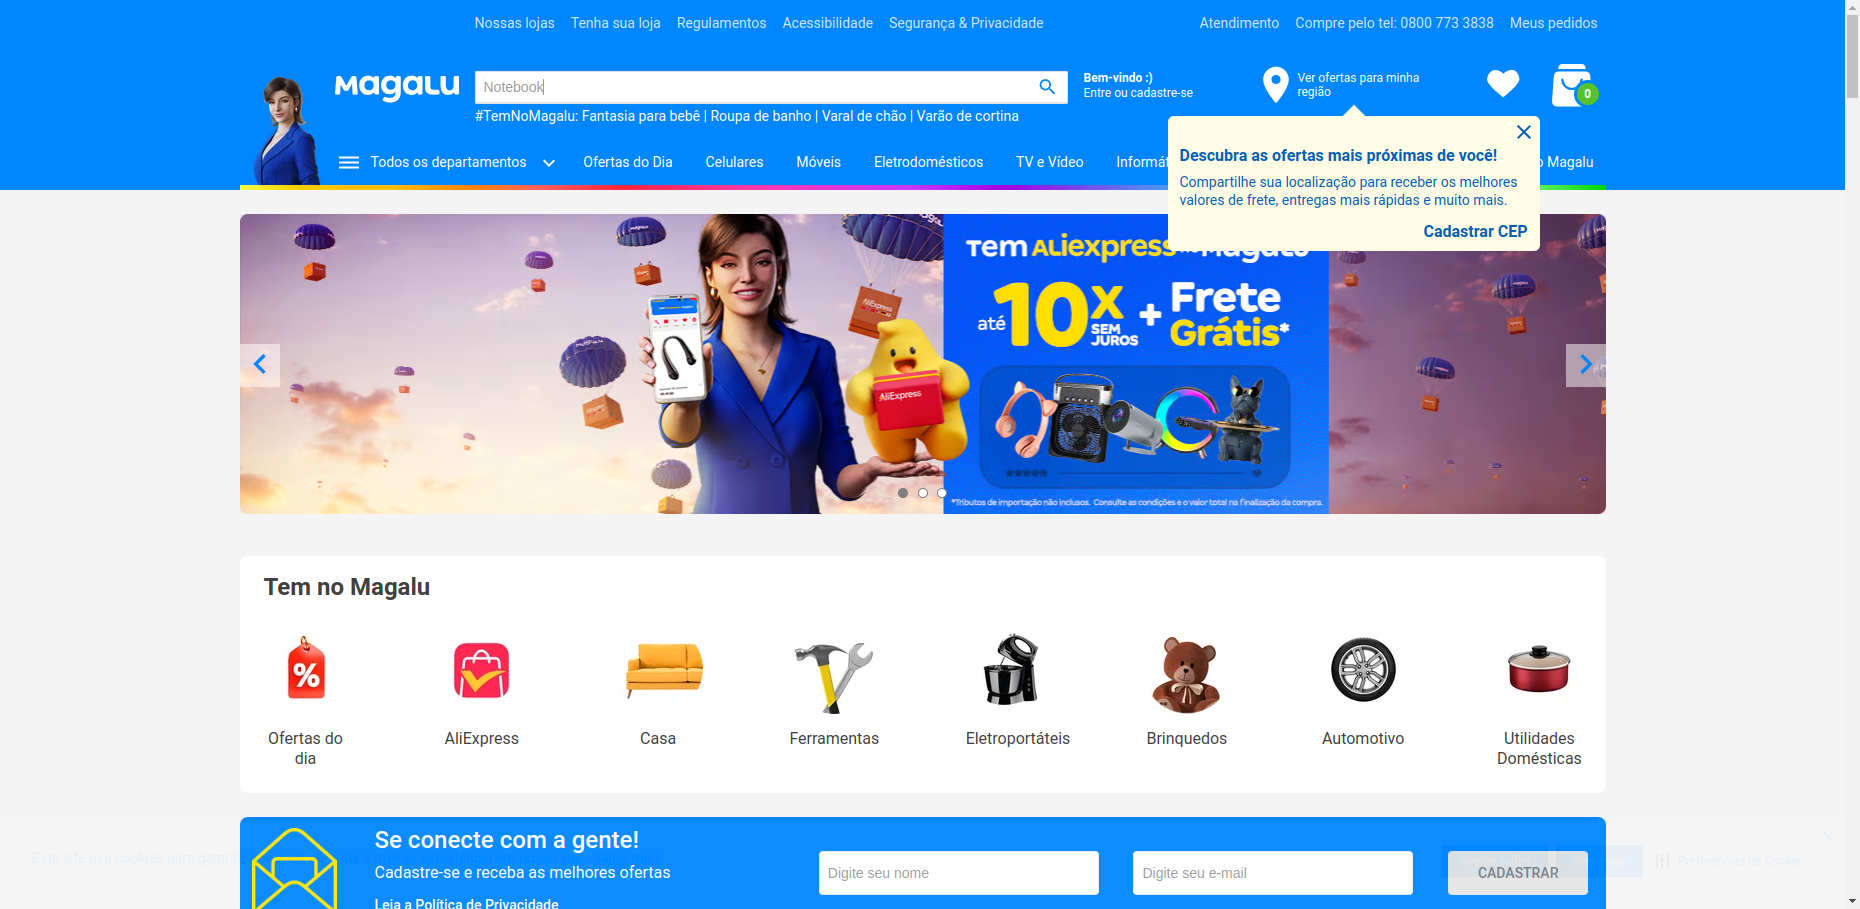 Nossas lojas Tenha sua loja Regulamentos Acessibilidade Segurança & Privacidade Atendimento Compre pelo tel: 0800 773 3838 Meus pedidos
Magalu
Notebook
Bem-vindo :)
Entre ou cadastre-se
Ver ofertas para minha
região
0
#TemNoMagalu: Fantasia para bebê | Roupa de banho | Varal de chão | Varão de cortina
Todos os departamentos Ofertas do Dia Celulares Móveis Eletrodomésticos TV e Vídeo Magalu
Descubra as ofertas mais próximas de você!
Compartilhe sua localização para receber os melhores
valores de frete, entregas mais rápidas e muito mais.
Cadastrar CEP
Tem AliExpress
até 10x SEM JUROS + Frete Grátis*
AliExpress
AliExpress
*Tributos de importação não inclusos. Consulte as condições e o valor total na finalização da compra.
Tem no Magalu
%
Ofertas do
dia
AliExpress
Casa
Ferramentas
Eletroportáteis
Brinquedos
Automotivo
Utilidades
Domésticas
Se conecte com a gente!
Cadastre-se e receba as melhores ofertas
Leia a Política de Privacidade
Digite seu nome
Digite seu e-mail
CADASTRAR
Este site usa cookies para
Preferências de Cookie